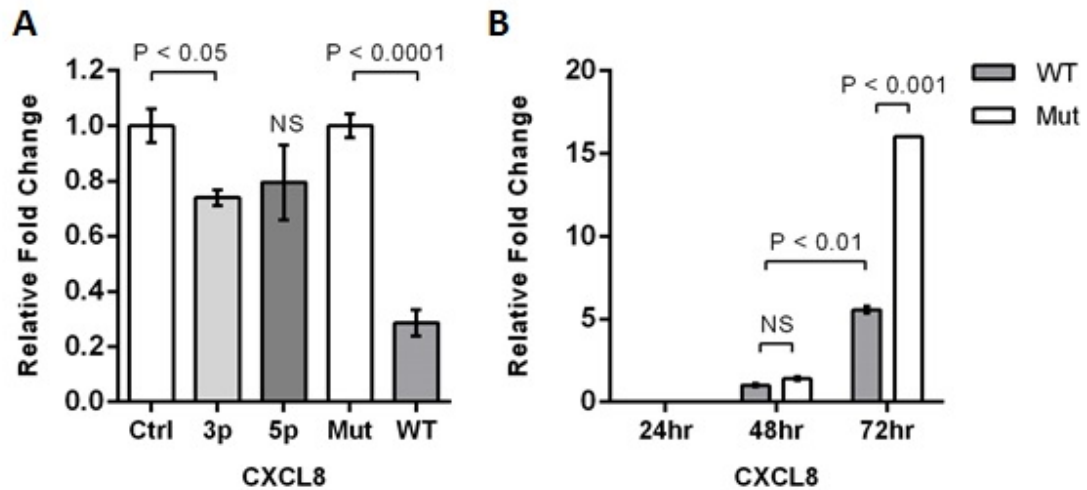 A
P < 0.05
P < 0.0001
NS
Relative Fold Change
1.2
1.0
0.8
0.6
0.4
0.2
0.0
Ctrl 3p 5p Mut WT
CXCL8
B
WT
Mut
P < 0.001
P < 0.01
NS
Relative Fold Change
20
15
10
5
0
24hr 48hr 72hr
CXCL8